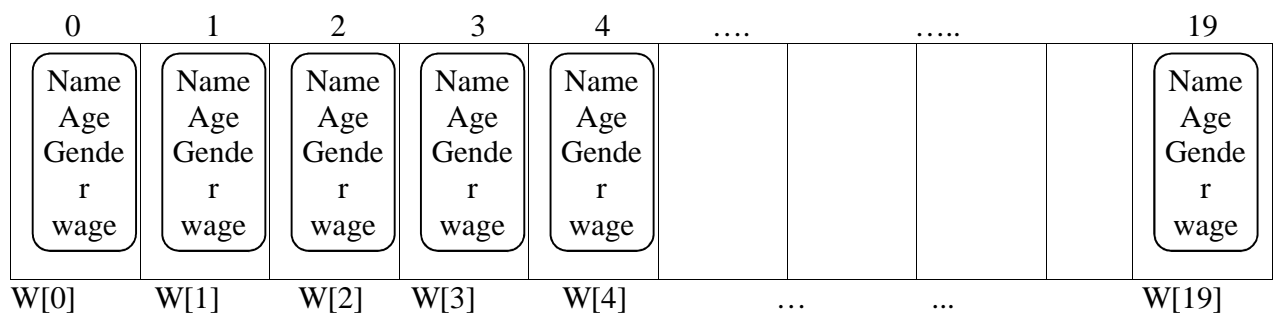 0 1 2 3 4 …. ….. 19
Name Name Name Name Name Name
Age Age Age Age Age Age
Gende Gende Gende Gende Gende Gende
r r r r r r
wage wage wage wage wage wage
W[0] W[1] W[2] W[3] W[4] … ... W[19]